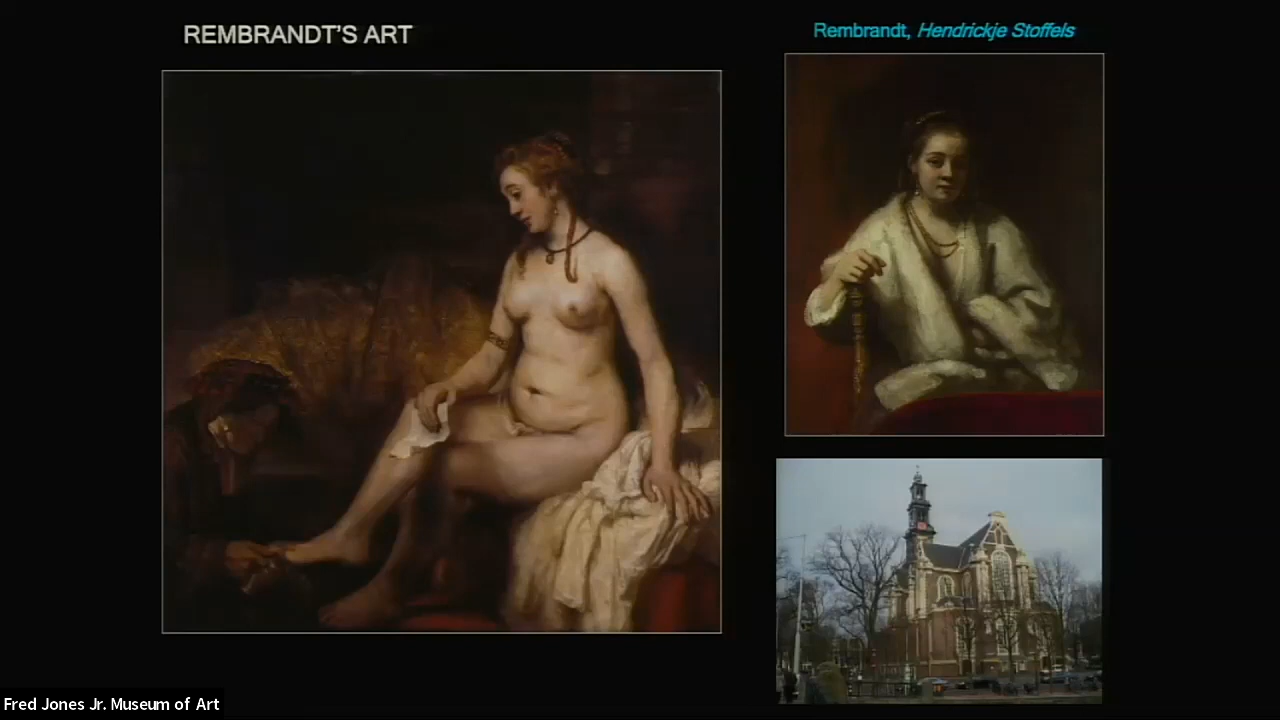 REMBRANDT'S ART
Rembrandt, Hendrickje Stoffels
Fred Jones Jr. Museum of Art